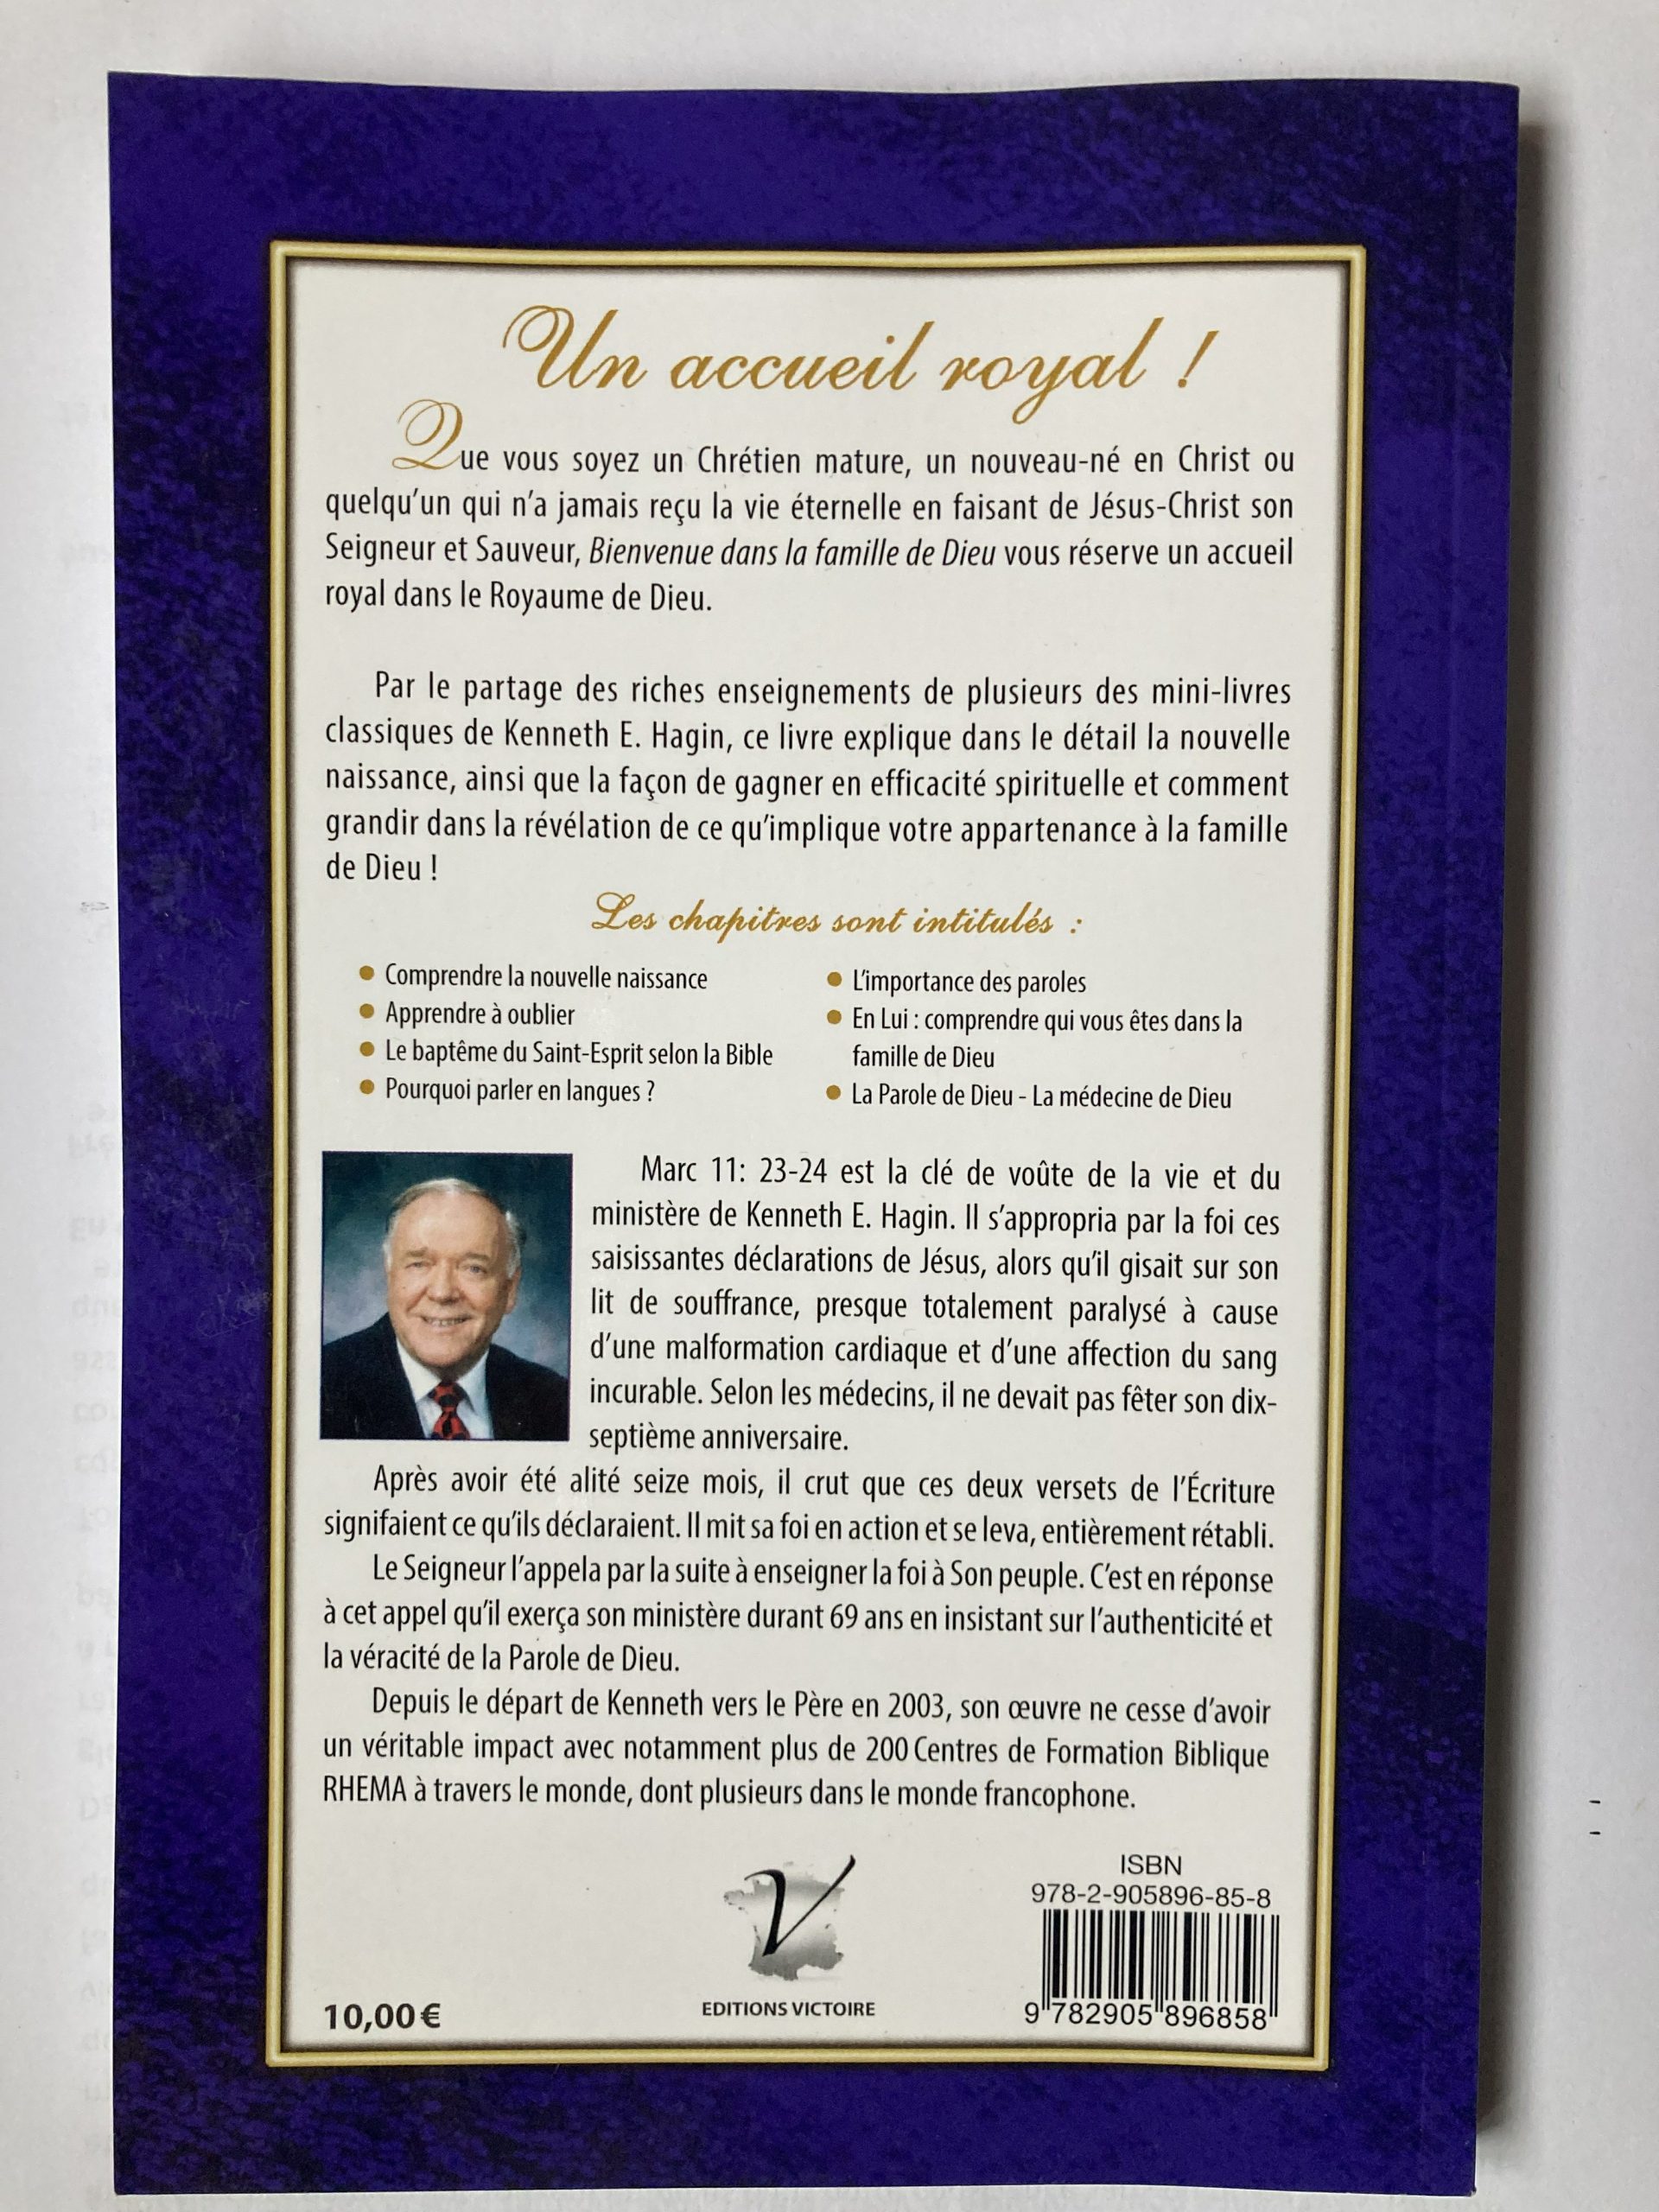 Un accueil royal !
Que vous soyez un Chrétien mature, un nouveau-né en Christ ou
quelqu'un qui n'a jamais reçu la vie éternelle en faisant de Jésus-Christ son
Seigneur et Sauveur, Bienvenue dans la famille de Dieu vous réserve un accueil
royal dans le Royaume de Dieu.
Par le partage des riches enseignements de plusieurs des mini-livres
classiques de Kenneth E. Hagin, ce livre explique dans le détail la nouvelle
naissance, ainsi que la façon de gagner en efficacité spirituelle et comment
grandir dans la révélation de ce qu'implique votre appartenance à la famille
de Dieu !
Les chapitres sont intitulés :
• Comprendre la nouvelle naissance
• Apprendre à oublier
• Le baptême du Saint-Esprit selon la Bible
• Pourquoi parler en langues ?
• L'importance des paroles
• En Lui : comprendre qui vous êtes dans la
famille de Dieu
• La Parole de Dieu - La médecine de Dieu
Marc 11: 23-24 est la clé de voûte de la vie et du
ministère de Kenneth E. Hagin. Il s'appropria par la foi ces
saisissantes déclarations de Jésus, alors qu'il gisait sur son
lit de souffrance, presque totalement paralysé à cause
d'une malformation cardiaque et d'une affection du sang
incurable. Selon les médecins, il ne devait pas fêter son dix-
septième anniversaire.
Après avoir été alité seize mois, il crut que ces deux versets de l'Écriture
signifaient ce qu'ils déclaraient. Il mit sa foi en action et se leva, entièrement rétabli.
Le Seigneur l'appela par la suite à enseigner la foi à Son peuple. C'est en réponse
à cet appel qu'il exerça son ministère durant 69 ans en insistant sur l'authenticité et
la véracité de la Parole de Dieu.
Depuis le départ de Kenneth vers le Père en 2003, son œuvre ne cesse d'avoir
un véritable impact avec notamment plus de 200 Centres de Formation Biblique
RHEMA à travers le monde, dont plusieurs dans le monde francophone.
10,00 €
V
EDITIONS VICTOIRE
ISBN
978-2-905896-85-8
9 782905 896858